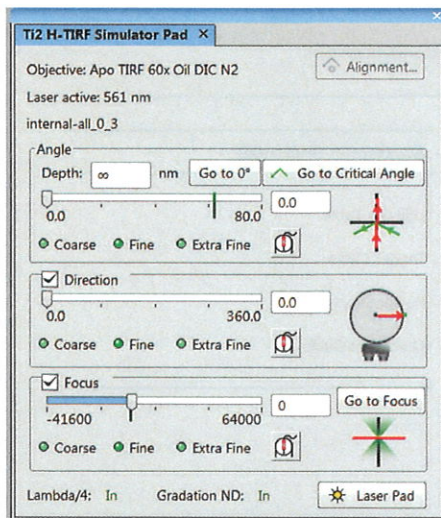 Ti2 H-TIRF Simulator Pad ×
Objective: Apo TIRF 60x Oil DIC N2
Alignment...
Laser active: 561 nm
internal-all_0_3
Angle
Depth: ∞ nm Go to 0° Go to Critical Angle
0.0 80.0 0.0
Coarse Fine Extra Fine
Direction
0.0 360.0 0.0
Coarse Fine Extra Fine
Focus
-41600 64000 0 Go to Focus
Coarse Fine Extra Fine
Lambda/4: In Gradation ND: In Laser Pad